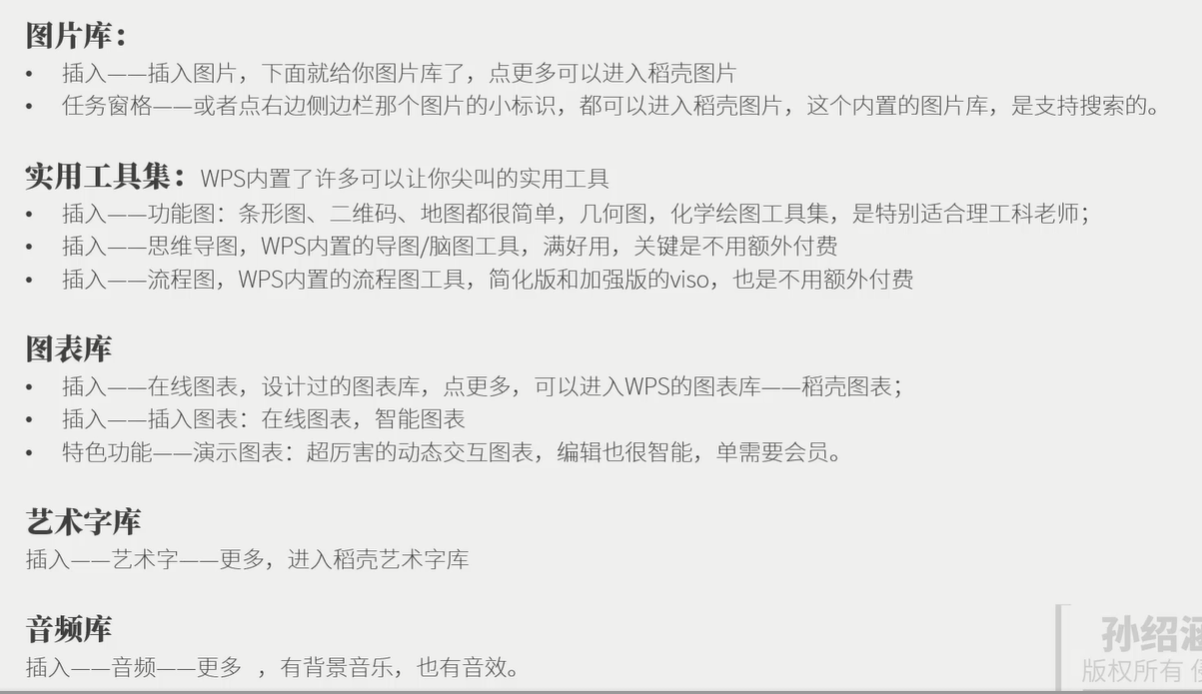 图片库：
• 插入——插入图片，下面就给你图片库了，点更多可以进入稻壳图片
• 任务窗格——或者点右边侧边栏那个图片的小标识，都可以进入稻壳图片，这个内置的图片库，是支持搜索的。
实用工具集：WPS内置了许多可以让你尖叫的实用工具
• 插入——功能图：条形图、二维码、地图都很简单，几何图，化学绘图工具集，是特别适合理工科老师；
• 插入——思维导图，WPS内置的导图/脑图工具，满好用，关键是不用额外付费
• 插入——流程图，WPS内置的流程图工具，简化版和加强版的viso，也是不用额外付费
图表库
• 插入——在线图表，设计过的图表库，点更多，可以进入WPS的图表库——稻壳图表；
• 插入——插入图表：在线图表，智能图表
• 特色功能——演示图表：超厉害的动态交互图表，编辑也很智能，单需要会员。
艺术字库
插入——艺术字——更多，进入稻壳艺术字库
音频库
插入——音频——更多 ，有背景音乐，也有音效。
孙绍涵
版权所有